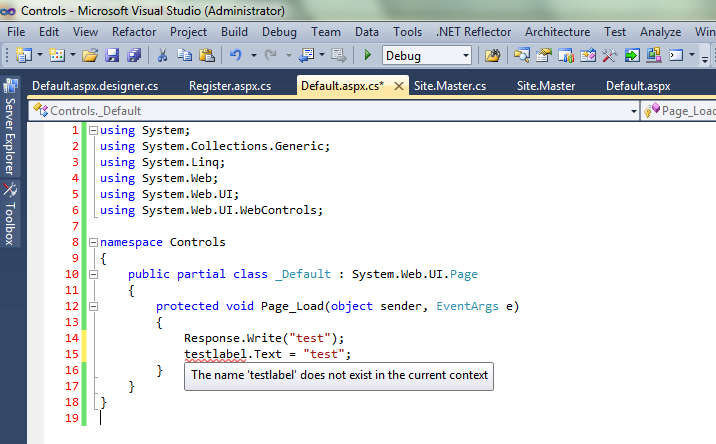 Controls - Microsoft Visual Studio (Administrator)
File Edit View Refactor Project Build Debug Team Data Tools .NET Reflector Architecture Test Analyze Win
Debug
Default.aspx.designer.cs Register.aspx.cs Default.aspx.cs* Site.Master.cs Site.Master Default.aspx
Controls._Default Page_Load
Server Explorer
Toolbox
1 using System;
2 using System.Collections.Generic;
3 using System.Linq;
4 using System.Web;
5 using System.Web.UI;
6 using System.Web.UI.WebControls;
7
8 namespace Controls
9 {
10 public partial class _Default : System.Web.UI.Page
11 {
12 protected void Page_Load(object sender, EventArgs e)
13 {
14 Response.Write("test");
15 testlabel.Text = "test";
16 }
The name 'testlabel' does not exist in the current context
17 }
18 }
19